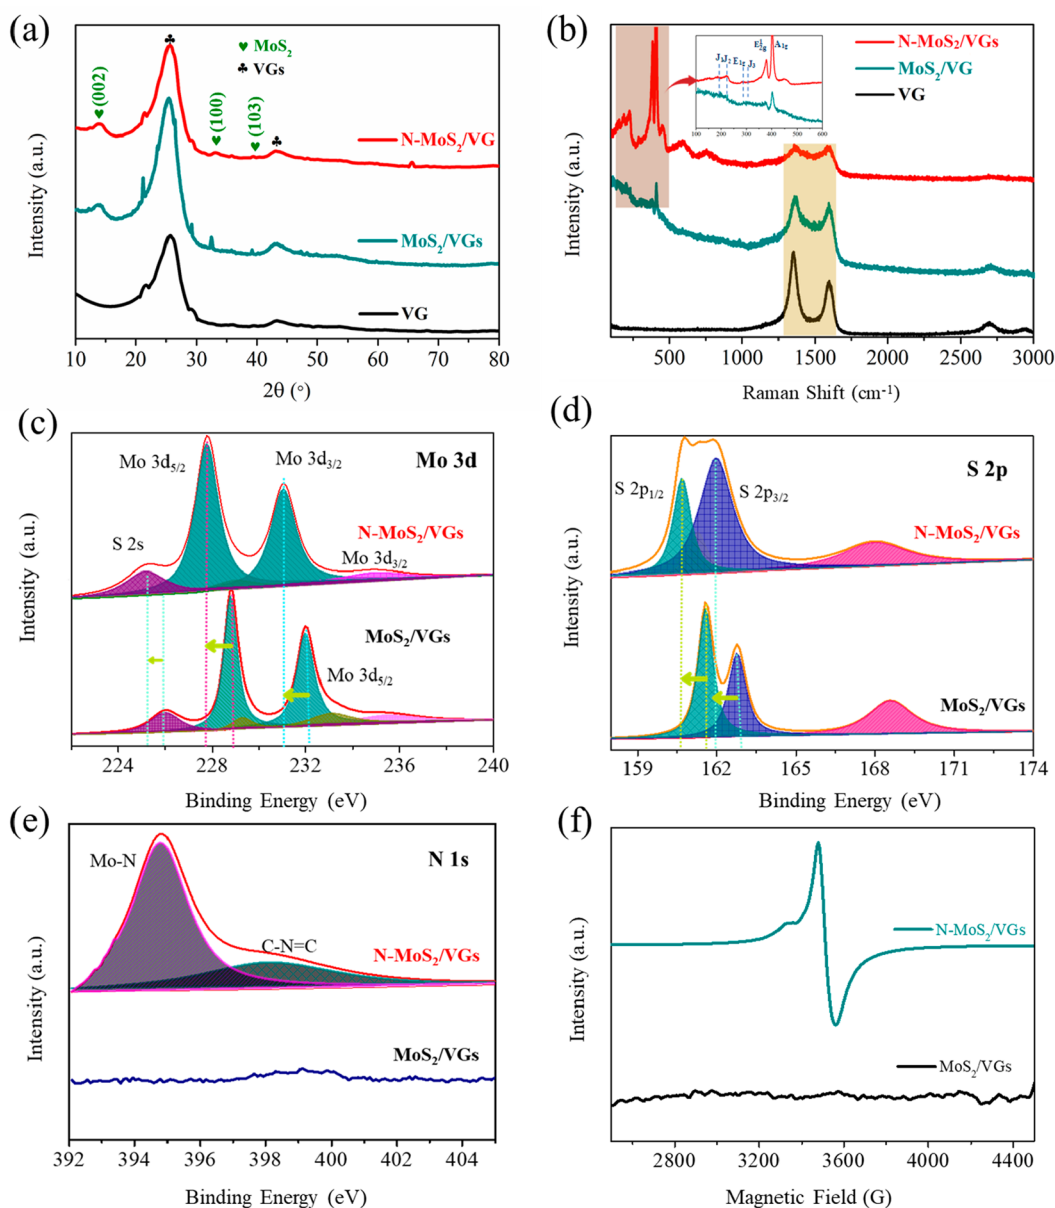 (a)
♥ MoS2
♣ VGs
♥(002)
♥(100)
♥(103)
N-MoS2/VG
MoS2/VGs
VG
Intensity (a.u.)
10 20 30 40 50 60 70 80
2θ (°)
(b)
N-MoS2/VGs
MoS2/VG
VG
J1 J2 E1g J3 E12g A1g
100 200 300 400 500 600
Intensity (a.u.)
500 1000 1500 2000 2500 3000
Raman Shift (cm-1)
(c)
Mo 3d
Mo 3d5/2
Mo 3d3/2
S 2s
N-MoS2/VGs
Mo 3d3/2
MoS2/VGs
Mo 3d5/2
Intensity (a.u.)
224 228 232 236 240
Binding Energy (eV)
(d)
S 2p
S 2p1/2
S 2p3/2
N-MoS2/VGs
MoS2/VGs
Intensity (a.u.)
159 162 165 168 171 174
Binding Energy (eV)
(e)
N 1s
Mo-N
C-N=C
N-MoS2/VGs
MoS2/VGs
Intensity (a.u.)
392 394 396 398 400 402 404
Binding Energy (eV)
(f)
N-MoS2/VGs
MoS2/VGs
Intensity (a.u.)
2800 3200 3600 4000 4400
Magnetic Field (G)